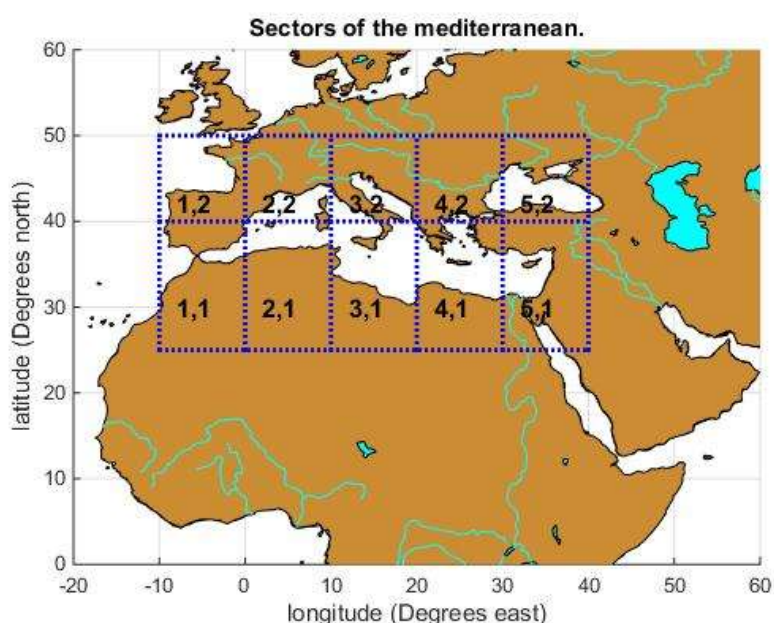 Sectors of the mediterranean.
60
50
40
30
20
10
0
latitude (Degrees north)
1,2 2,2 3,2 4,2 5,2
1,1 2,1 3,1 4,1 5,1
-20 -10 0 10 20 30 40 50 60
longitude (Degrees east)